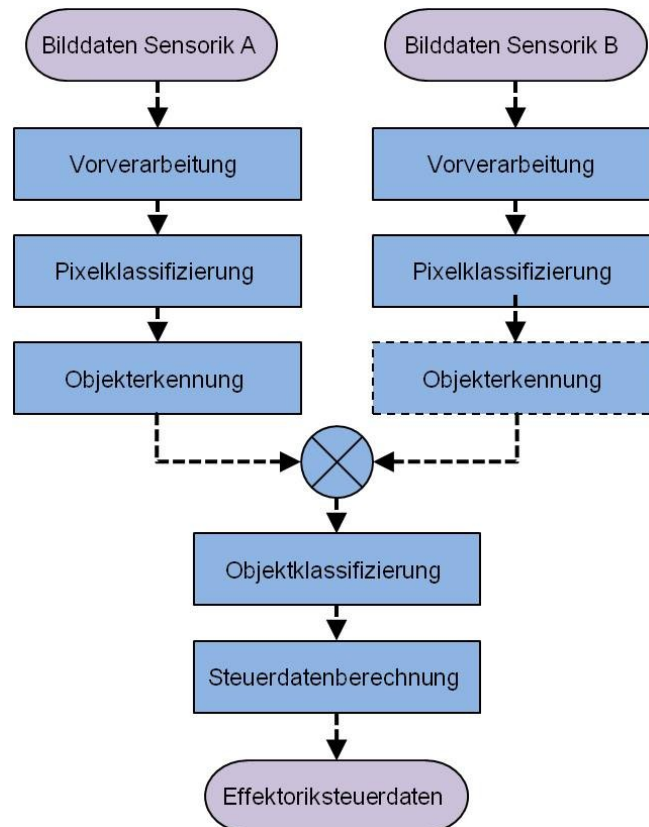 Bilddaten Sensorik A
Bilddaten Sensorik B
Vorverarbeitung
Vorverarbeitung
Pixelklassifizierung
Pixelklassifizierung
Objekterkennung
Objekterkennung
Objektklassifizierung
Steuerdatenberechnung
Effektoriksteuerdaten